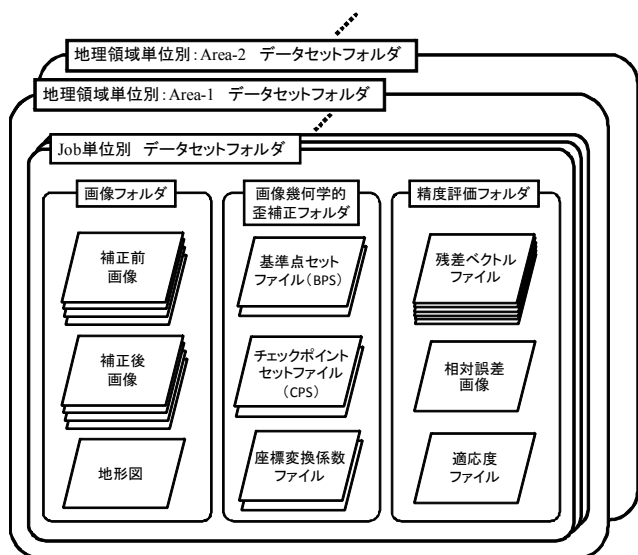 地理領域単位別:Area-2 データセットフォルダ
地理領域単位別:Area-1 データセットフォルダ
Job単位別 データセットフォルダ
画像フォルダ
補正前
画像
補正後
画像
地形図
画像幾何学的
歪補正フォルダ
基準点セット
ファイル(BPS)
チェックポイント
セットファイル
(CPS)
座標変換係数
ファイル
精度評価フォルダ
残差ベクトル
ファイル
相対誤差
画像
適応度
ファイル